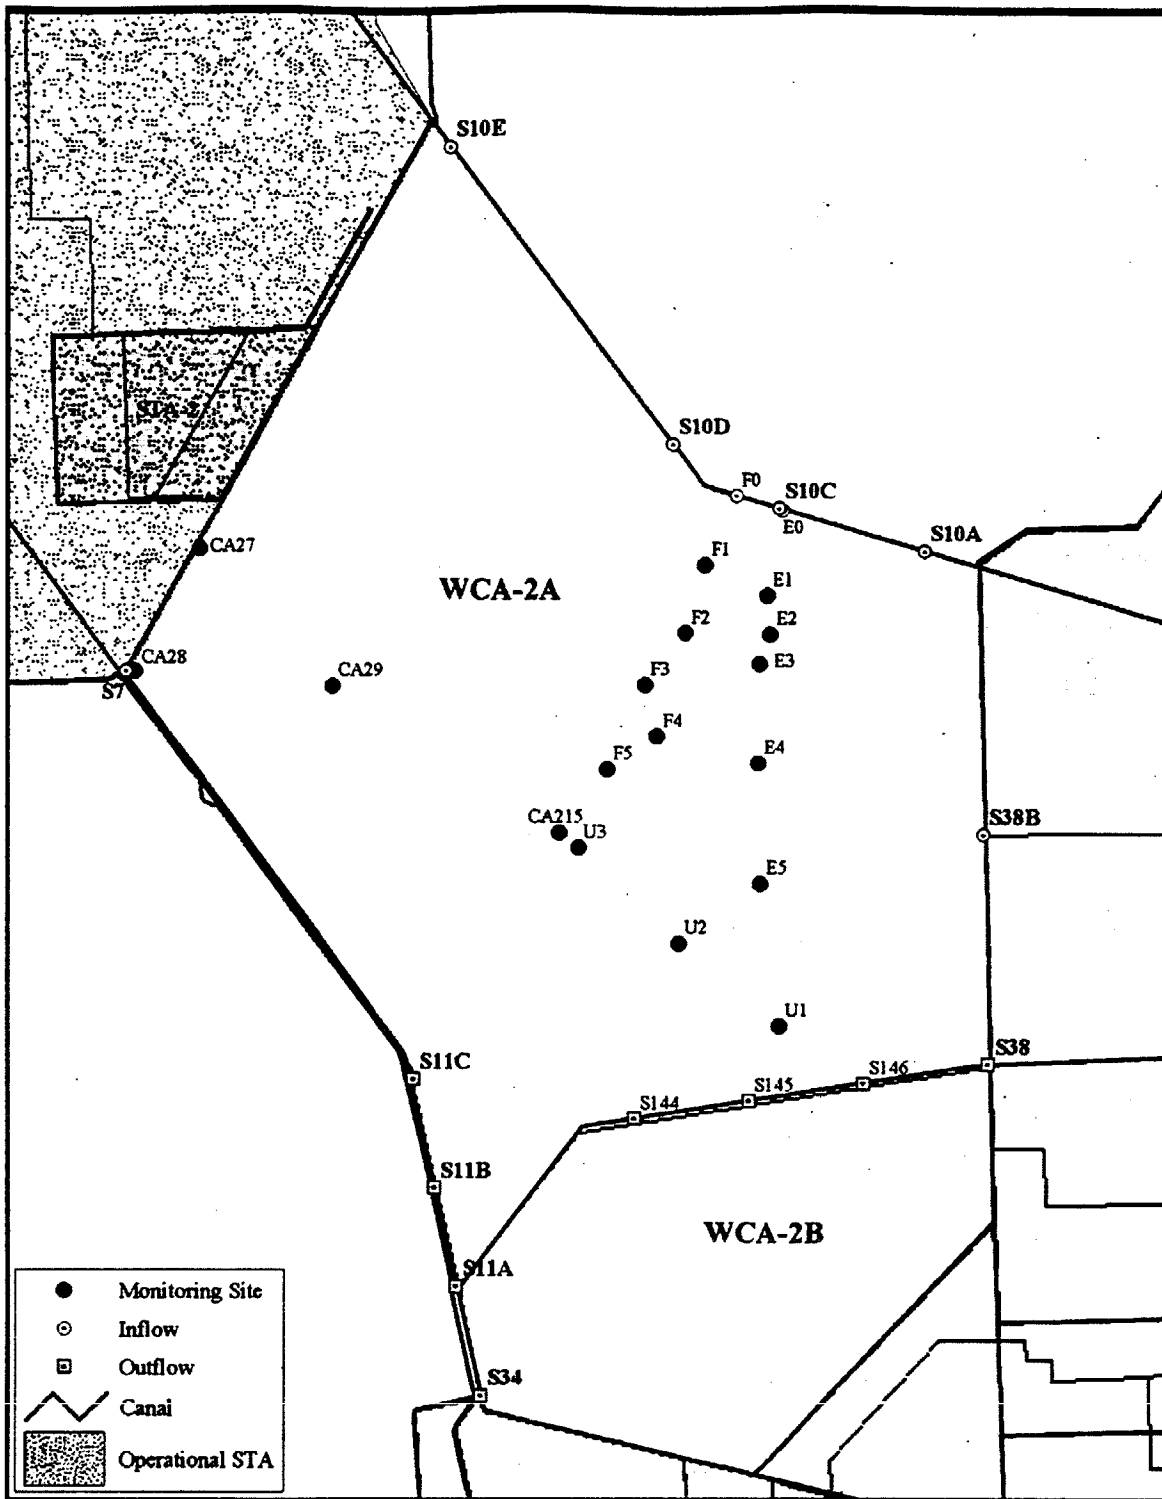 S10E
STA-2
S10D
F0
S10C
E0
S10A
CA27
F1
WCA-2A
E1
F2
E2
E3
CA28
S7
CA29
F3
F4
E4
F5
CA215
U3
S38B
E5
U2
U1
S11C
S38
S146
S145
S144
S11B
WCA-2B
S11A
S34
Monitoring Site
Inflow
Outflow
Canai
Operational STA